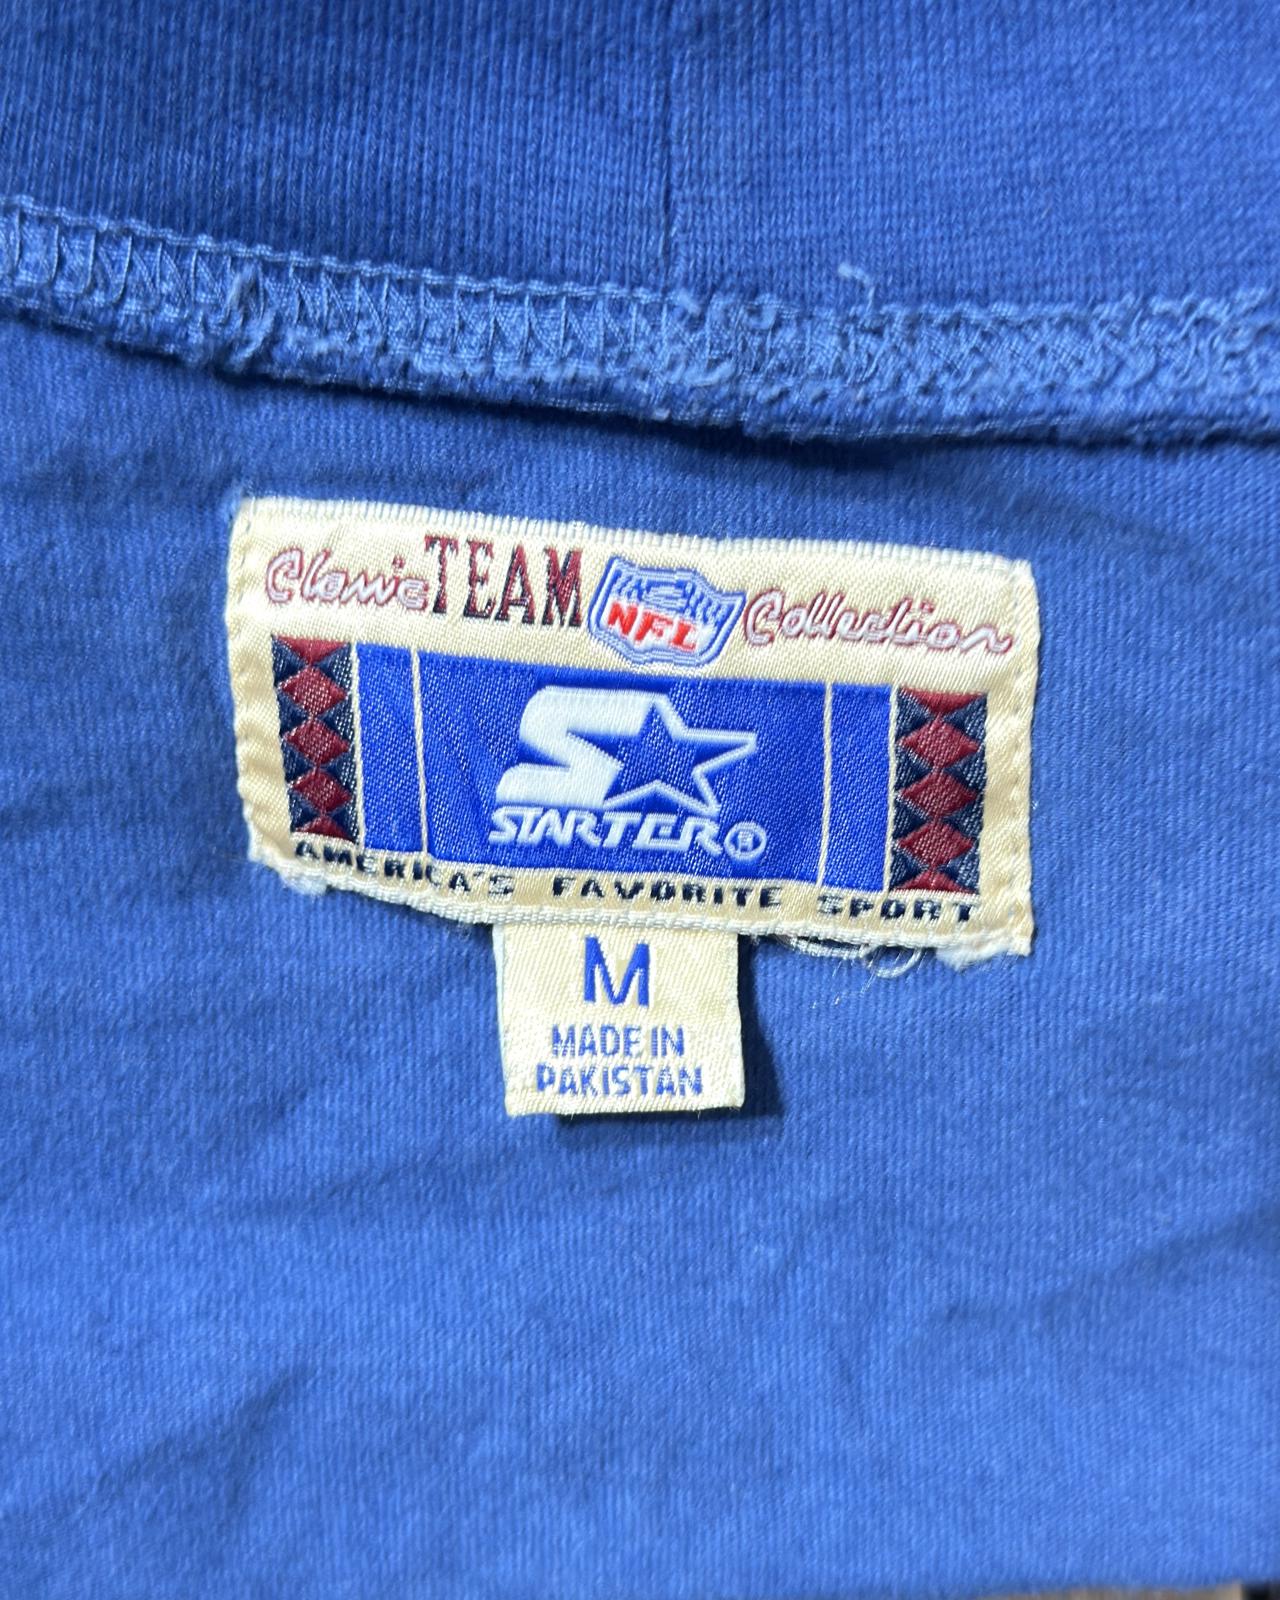 Classic TEAM NFL Collection
STARTER®
AMERICA'S FAVORITE SPORT
M
MADE IN
PAKISTAN